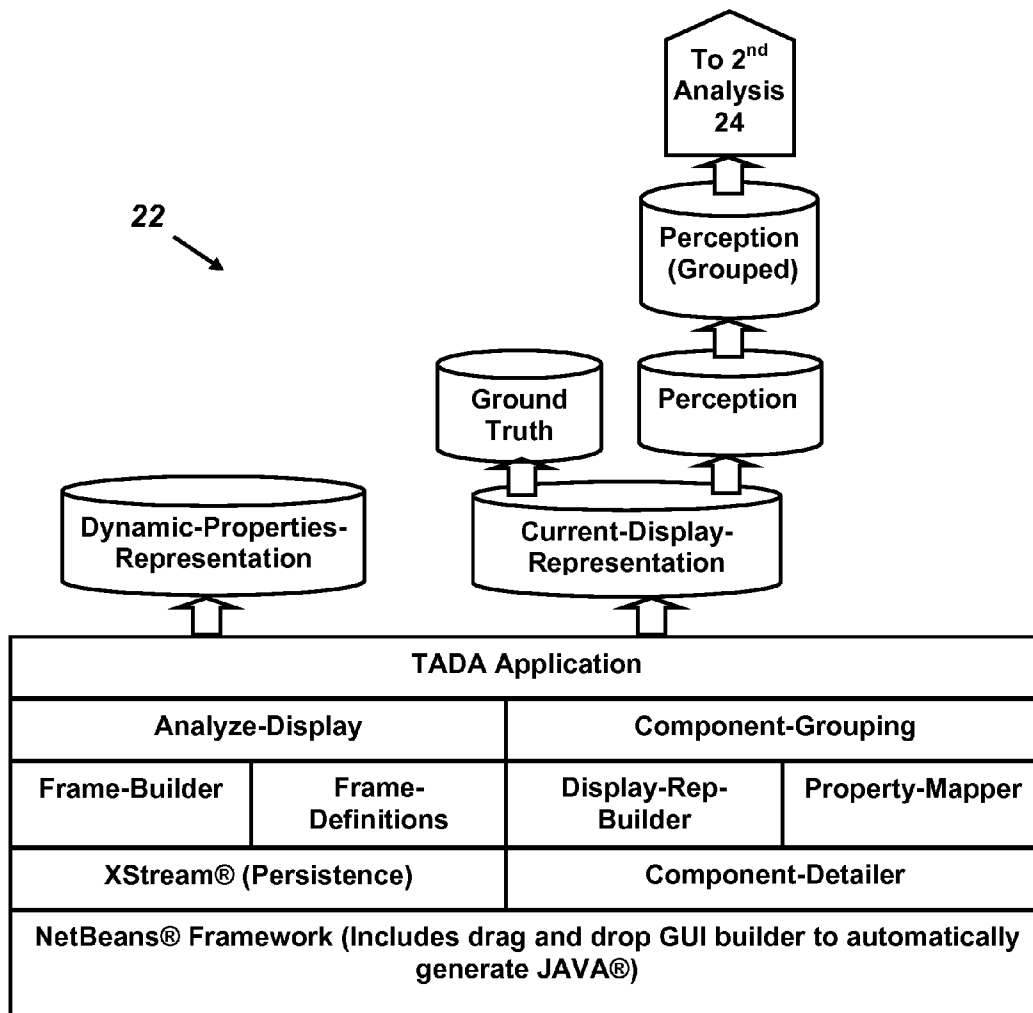 To 2nd
Analysis
24
22
Perception
(Grouped)
Ground
Truth
Perception
Dynamic-Properties-
Representation
Current-Display-
Representation
TADA Application
Analyze-Display
Component-Grouping
Frame-Builder
Frame-
Definitions
Display-Rep-
Builder
Property-Mapper
XStream® (Persistence)
Component-Detailer
NetBeans® Framework (Includes drag and drop GUI builder to automatically
generate JAVA®)